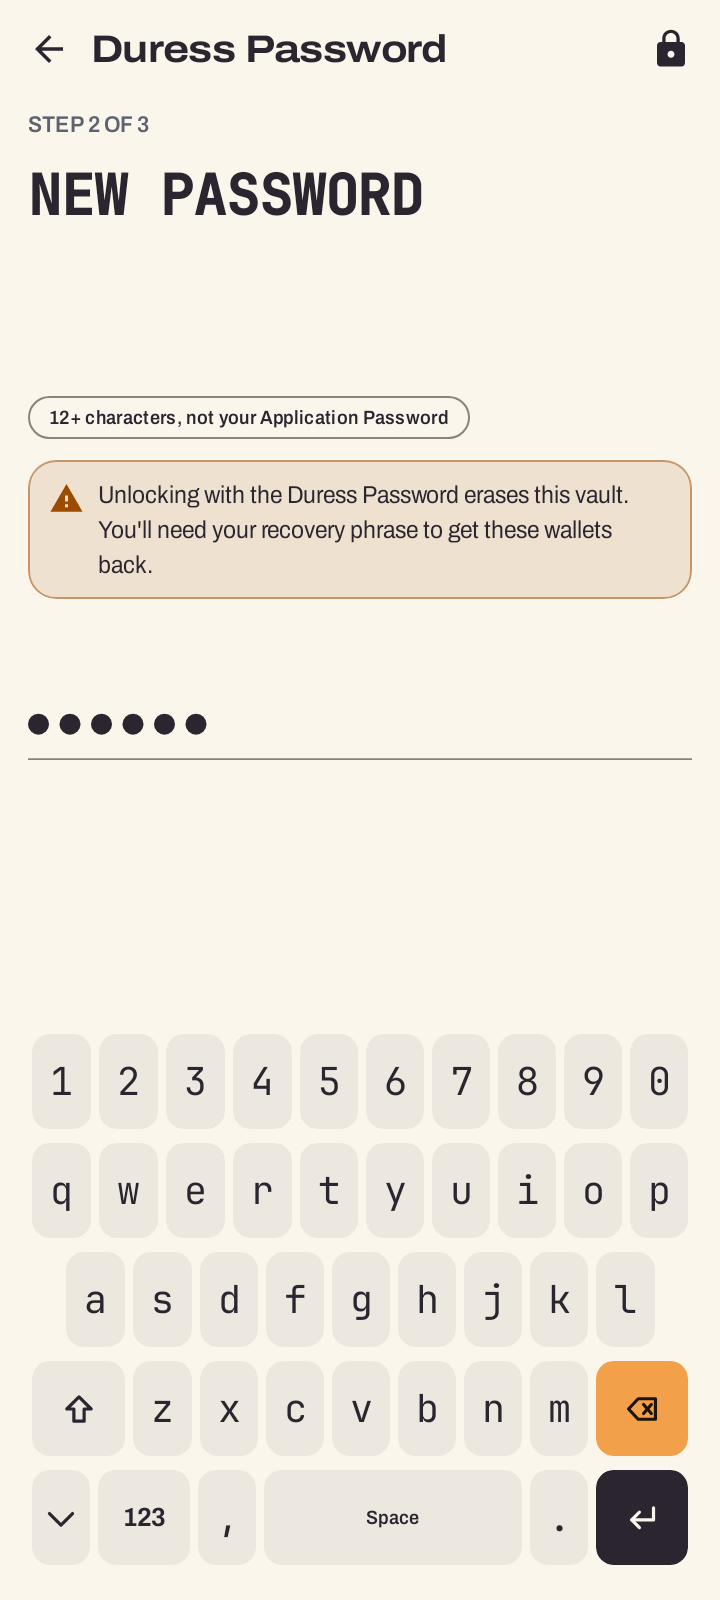 Duress Password
STEP 2 OF 3
NEW PASSWORD
12+ characters, not your Application Password
Unlocking with the Duress Password erases this vault.
You'll need your recovery phrase to get these wallets
back.
1 2 3 4 5 6 7 8 9 0
q w e r t y u i o p
a s d f g h j k l
z x c v b n m
123 , Space .